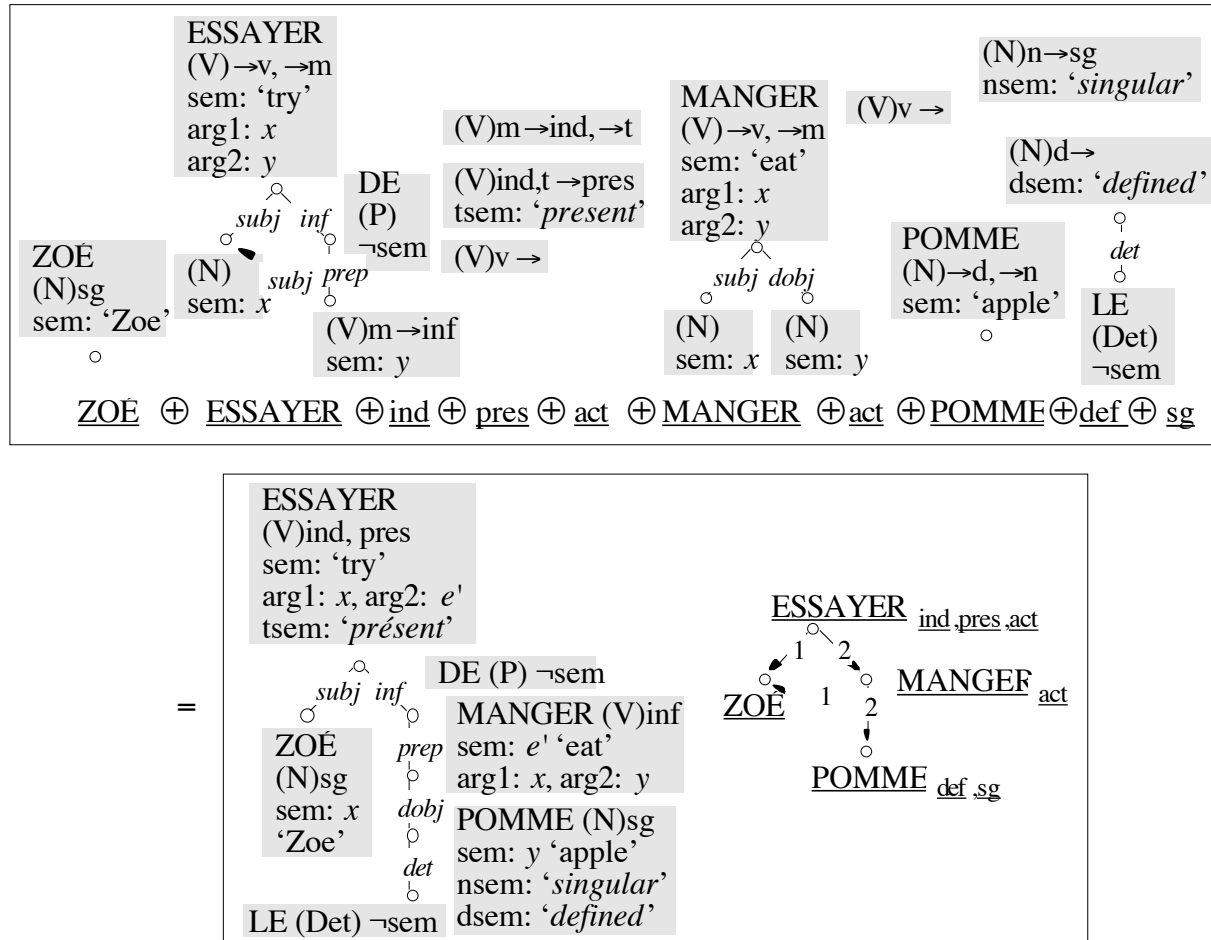 ESSAYER
(V)→v, →m
sem: ‘try’
arg1: x
arg2: y
subj inf
DE
(P)
¬sem
ZOÉ
(N)sg
sem: ‘Zoe’
(N)
sem: x
subj prep
(V)m→inf
sem: y
(V)m→ind, →t
(V)ind,t →pres
tsem: ‘present’
(V)v →
MANGER
(V)→v, →m
sem: ‘eat’
arg1: x
arg2: y
subj dobj
(N)
sem: x
(N)
sem: y
(V)v →
(N)n→sg
nsem: ‘singular’
(N)d→
dsem: ‘defined’
det
LE
(Det)
¬sem
POMME
(N)→d, →n
sem: ‘apple’
ZOÉ ⊕ ESSAYER ⊕ ind ⊕ pres ⊕ act ⊕ MANGER ⊕ act ⊕ POMME ⊕ def ⊕ sg
=
ESSAYER
(V)ind, pres
sem: ‘try’
arg1: x, arg2: e'
tsem: ‘présent’
subj inf
DE (P) ¬sem
ZOÉ
(N)sg
sem: x
‘Zoe’
prep
MANGER (V)inf
sem: e' ‘eat’
arg1: x, arg2: y
dobj
POMME (N)sg
sem: y ‘apple’
nsem: ‘singular’
dsem: ‘defined’
det
LE (Det) ¬sem
ESSAYER ind ,pres ,act
1 2
ZOÉ 1 MANGER act
2
POMME def ,sg